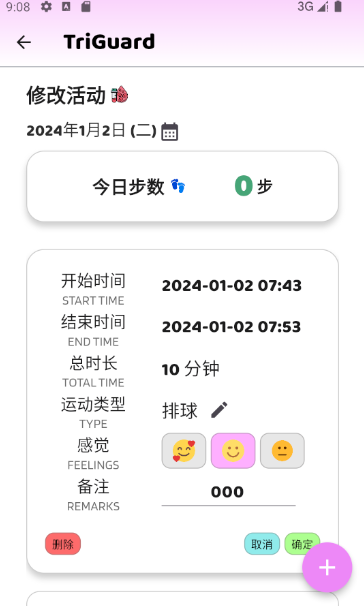 9:08
3G
TriGuard
修改活动
2024年1月2日 (二)
今日步数 0 步
开始时间 2024-01-02 07:43
START TIME
结束时间 2024-01-02 07:53
END TIME
总时长 10 分钟
TOTAL TIME
运动类型 排球
TYPE
感觉
FEELINGS
备注 000
REMARKS
删除 取消 确定